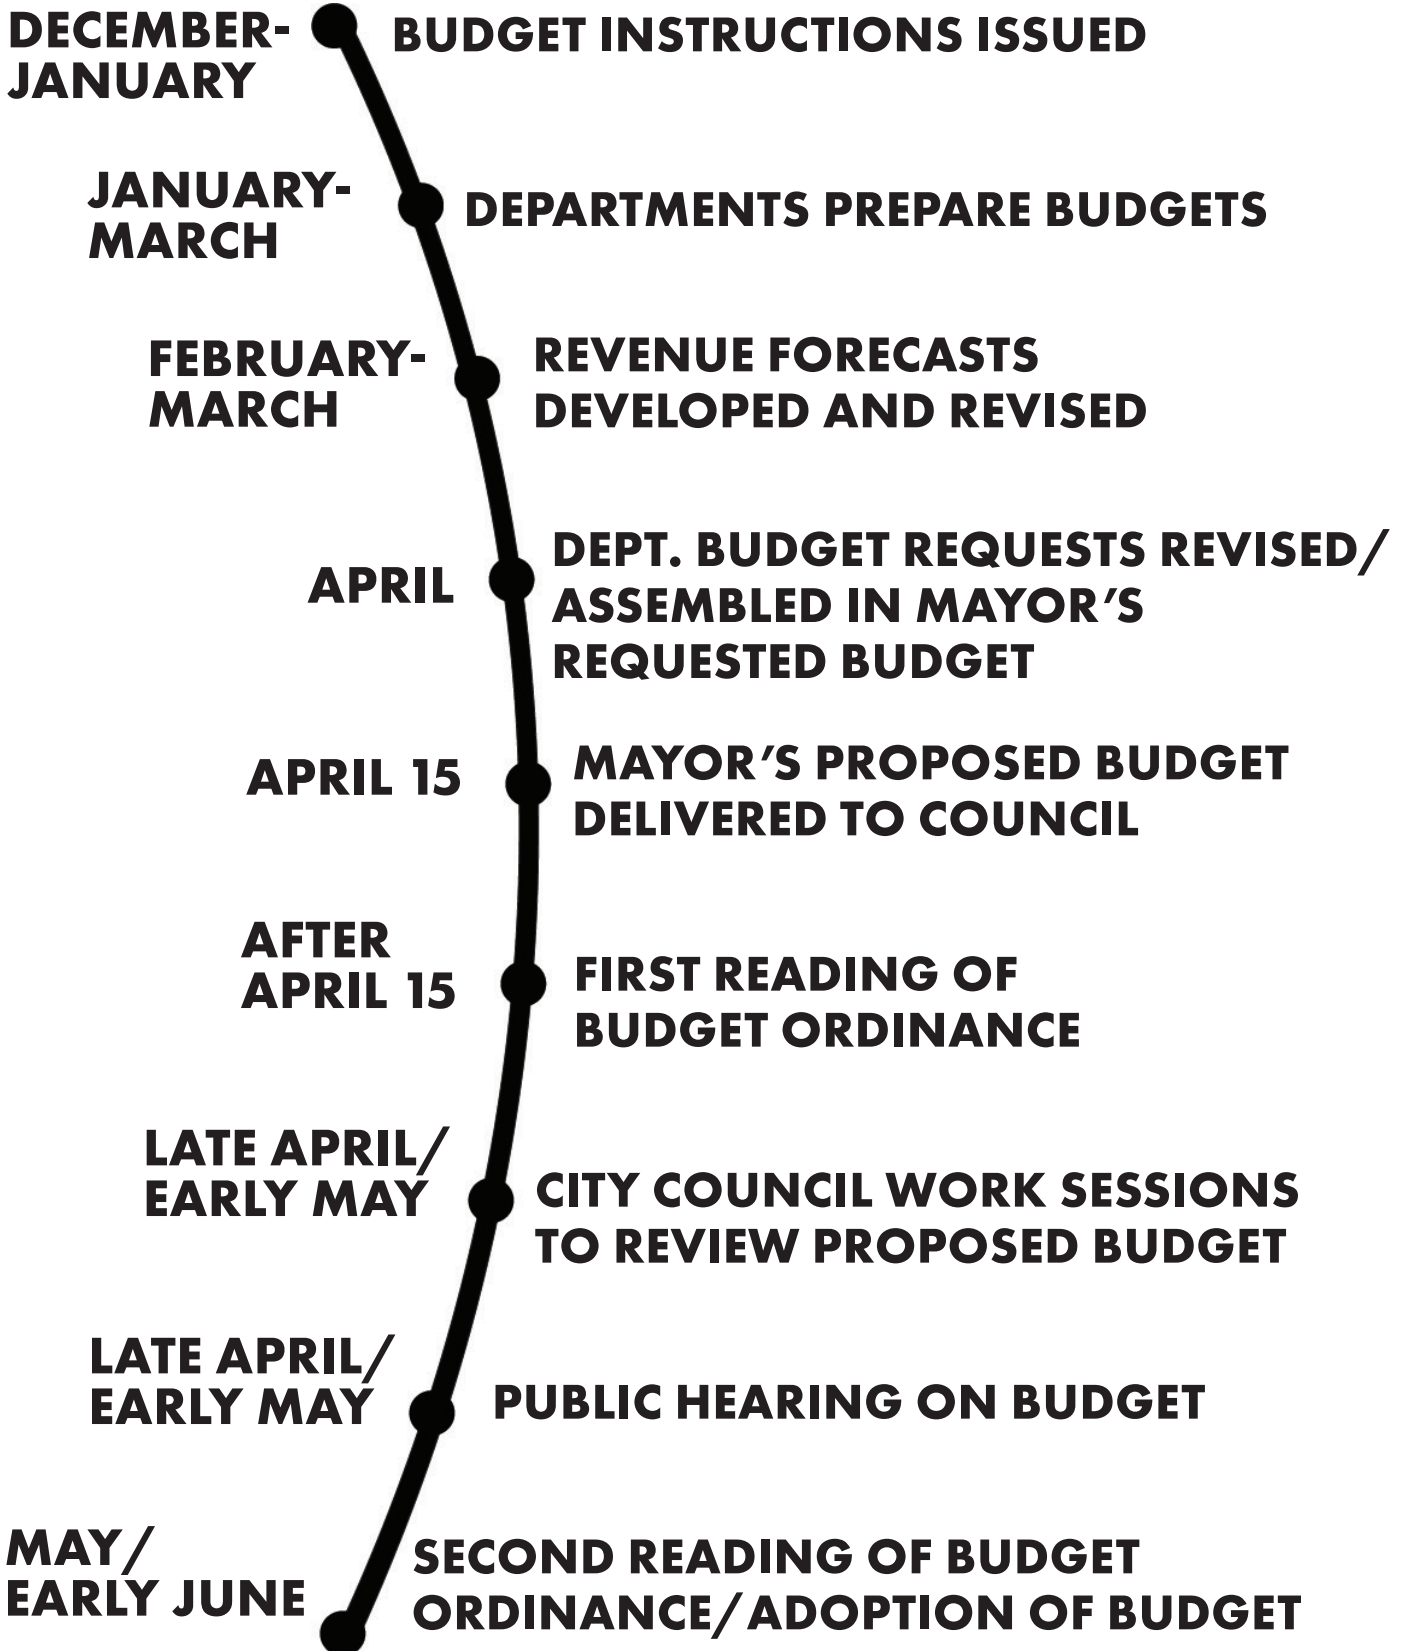 DECEMBER-
JANUARY
BUDGET INSTRUCTIONS ISSUED
JANUARY-
MARCH
DEPARTMENTS PREPARE BUDGETS
FEBRUARY-
MARCH
REVENUE FORECASTS
DEVELOPED AND REVISED
APRIL
DEPT. BUDGET REQUESTS REVISED/
ASSEMBLED IN MAYOR’S
REQUESTED BUDGET
APRIL 15
MAYOR’S PROPOSED BUDGET
DELIVERED TO COUNCIL
AFTER
APRIL 15
FIRST READING OF
BUDGET ORDINANCE
LATE APRIL/
EARLY MAY
CITY COUNCIL WORK SESSIONS
TO REVIEW PROPOSED BUDGET
LATE APRIL/
EARLY MAY
PUBLIC HEARING ON BUDGET
MAY/
EARLY JUNE
SECOND READING OF BUDGET
ORDINANCE/ADOPTION OF BUDGET